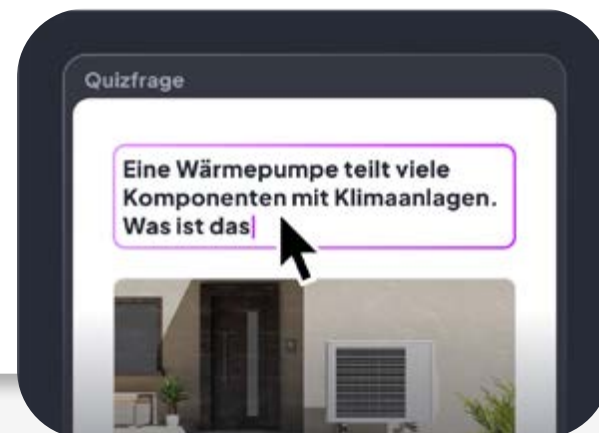 Quizfrage
Eine Wärmepumpe teilt viele
Komponenten mit Klimaanlagen.
Was ist das